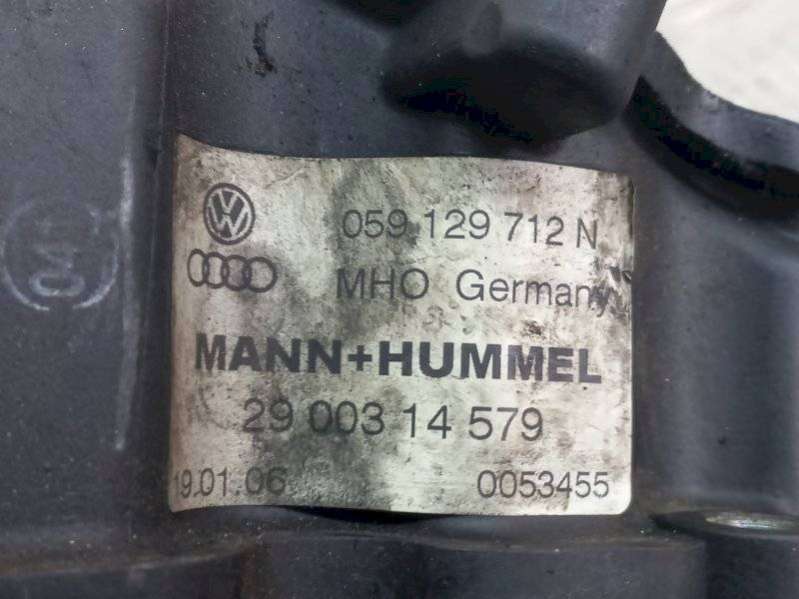 059 129 712 N
MHO Germany
MANN+HUMMEL
29 003 14 579
19.01.06
0053455